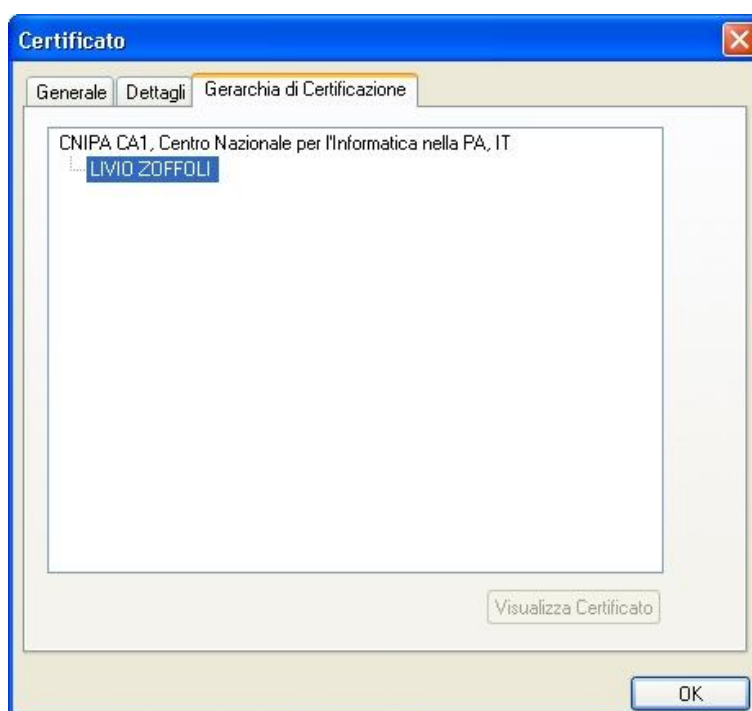 Certificato
Generale Dettagli Gerarchia di Certificazione
CNIPA CA1, Centro Nazionale per l'Informatica nella PA, IT
LIVIO ZOFFOLI
Visualizza Certificato
OK